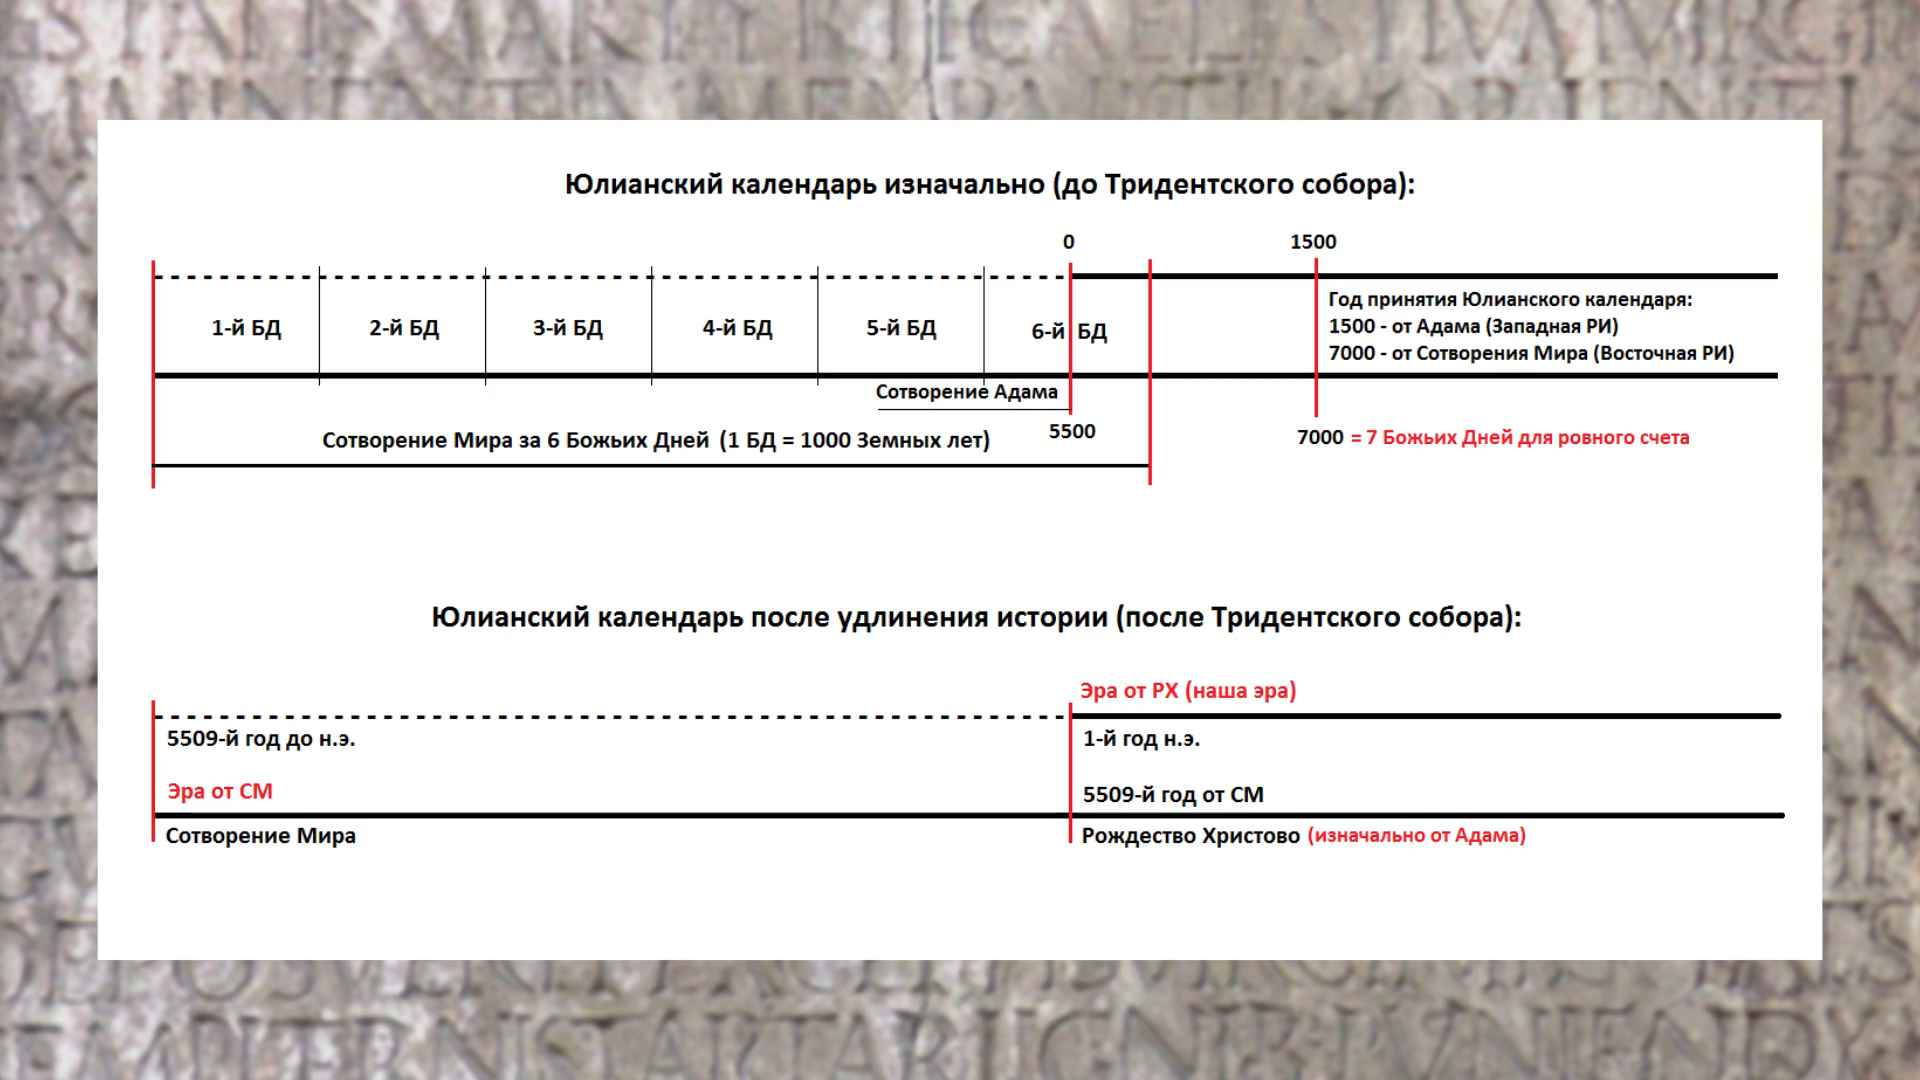 Юлианский календарь изначально (до Тридентского собора):
0
1500
1-й БД
2-й БД
3-й БД
4-й БД
5-й БД
6-й БД
Год принятия Юлианского календаря:
1500 - от Адама (Западная РИ)
7000 - от Сотворения Мира (Восточная РИ)
Сотворение Адама
Сотворение Мира за 6 Божьих Дней (1 БД = 1000 Земных лет)
5500
7000 = 7 Божьих Дней для ровного счета
Юлианский календарь после удлинения истории (после Тридентского собора):
Эра от РХ (наша эра)
5509-й год до н.э.
1-й год н.э.
Эра от СМ
5509-й год от СМ
Сотворение Мира
Рождество Христово (изначально от Адама)